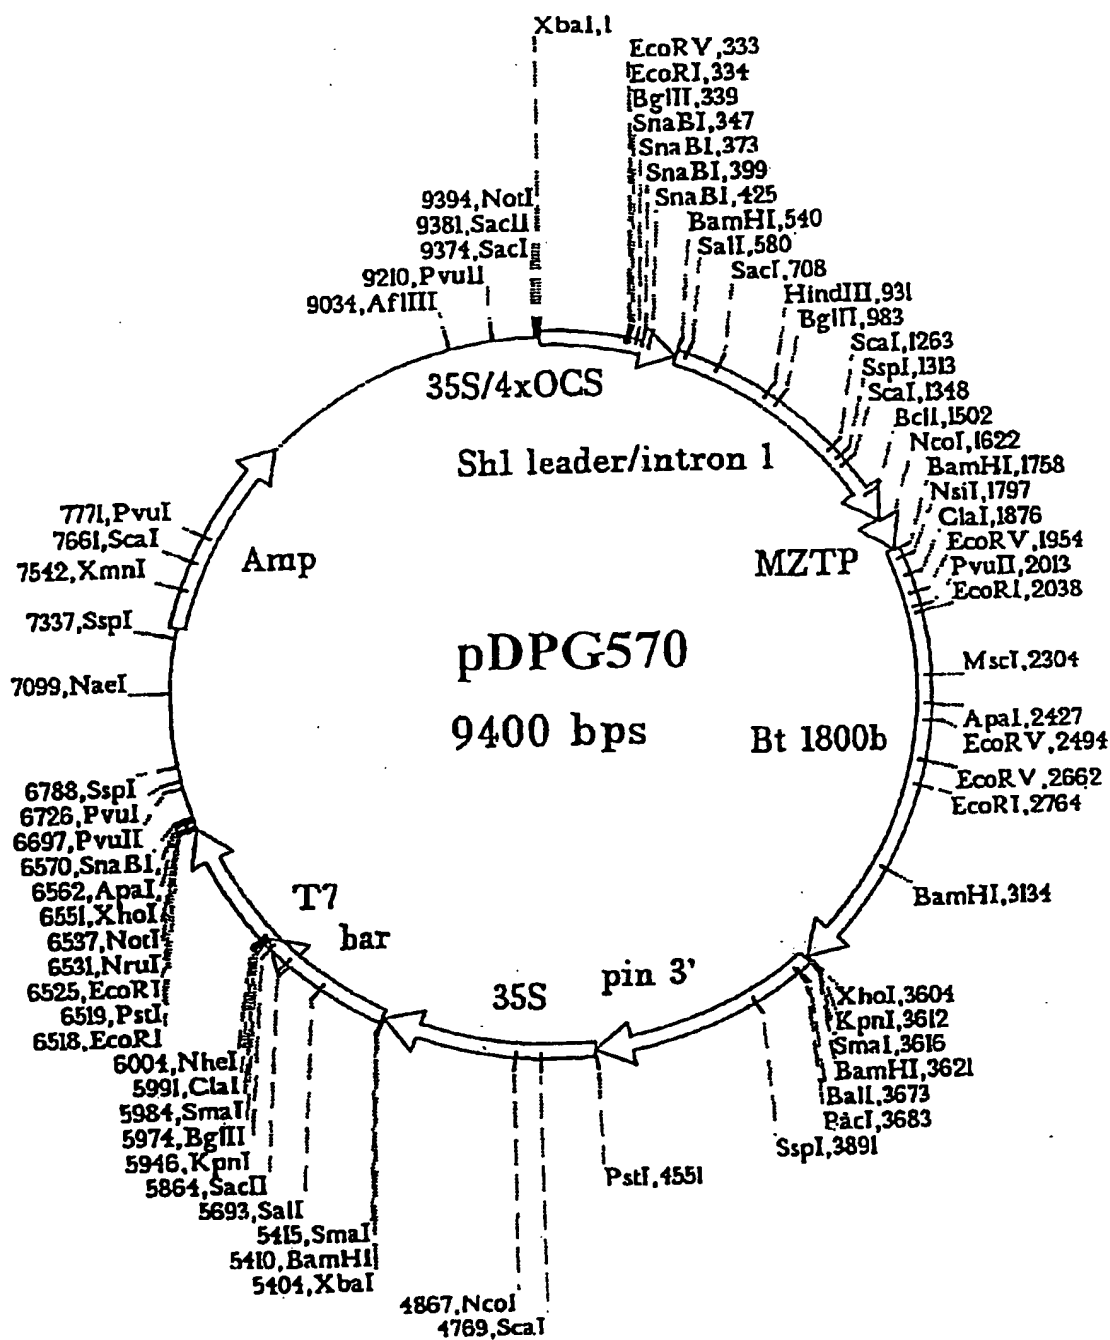 XbaI,1
EcoRV,333
EcoRI,334
BglII,339
SnaBI,347
SnaBI,373
SnaBI,399
SnaBI,425
BamHI,540
SalI,580
SacI,708
HindIII,931
BglII,983
ScaI,1263
SspI,1313
ScaI,1348
BclI,1502
NcoI,1622
BamHI,1758
NsiI,1797
ClaI,1876
EcoRV,1954
PvuII,2013
EcoRI,2038
MscI,2304
ApaI,2427
EcoRV,2494
EcoRV,2662
EcoRI,2764
BamHI,3134
XhoI,3604
KpnI,3612
SmaI,3616
BamHI,3621
BalI,3673
PacI,3683
SspI,3891
PstI,4551
4769,ScaI
4867,NcoI
5404,XbaI
5410,BamHI
5415,SmaI
5693,SalI
5864,SacII
5946,KpnI
5974,BglII
5984,SmaI
5991,ClaI
6004,NheI
6518,EcoRI
6519,PstI
6525,EcoRI
6531,NruI
6537,NotI
6551,XhoI
6562,ApaI
6570,SnaBI
6697,PvuII
6726,PvuI
6788,SspI
7099,NaeI
7337,SspI
7542,XmnI
7661,ScaI
7771,PvuI
9034,AflIII
9210,PvuII
9374,SacI
9381,SacII
9394,NotI
35S/4xOCS
Sh1 leader/intron 1
MZTP
Bt 1800b
pin 3'
35S
bar
T7
Amp
pDPG570
9400 bps